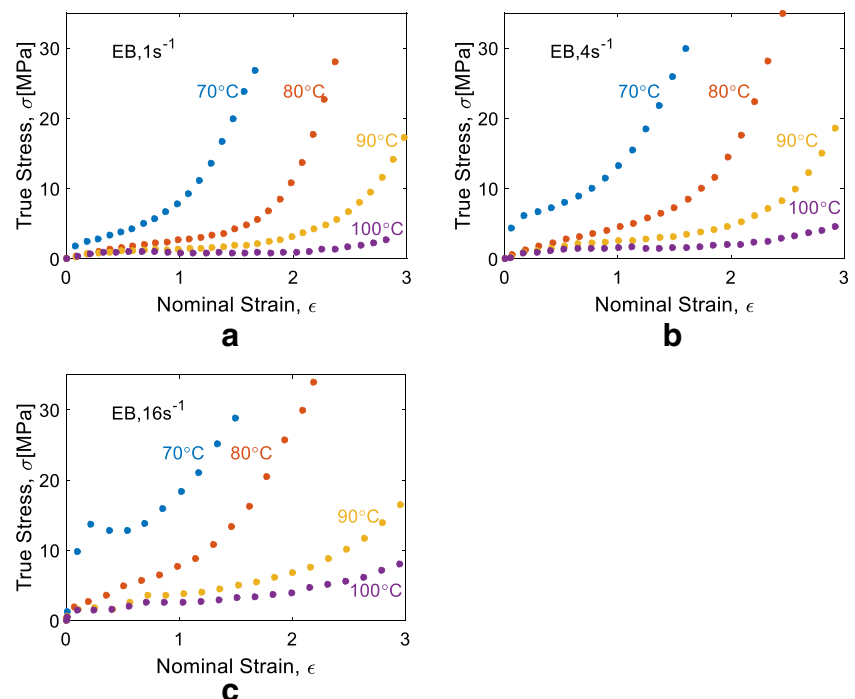 EB,1s-1
70°C
80°C
90°C
100°C
True Stress, σ[MPa]
0
10
20
30
0
1
2
3
Nominal Strain, ϵ
a
EB,4s-1
70°C
80°C
90°C
100°C
True Stress, σ[MPa]
0
10
20
30
0
1
2
3
Nominal Strain, ϵ
b
EB,16s-1
70°C
80°C
90°C
100°C
True Stress, σ[MPa]
0
10
20
30
0
1
2
3
Nominal Strain, ϵ
c